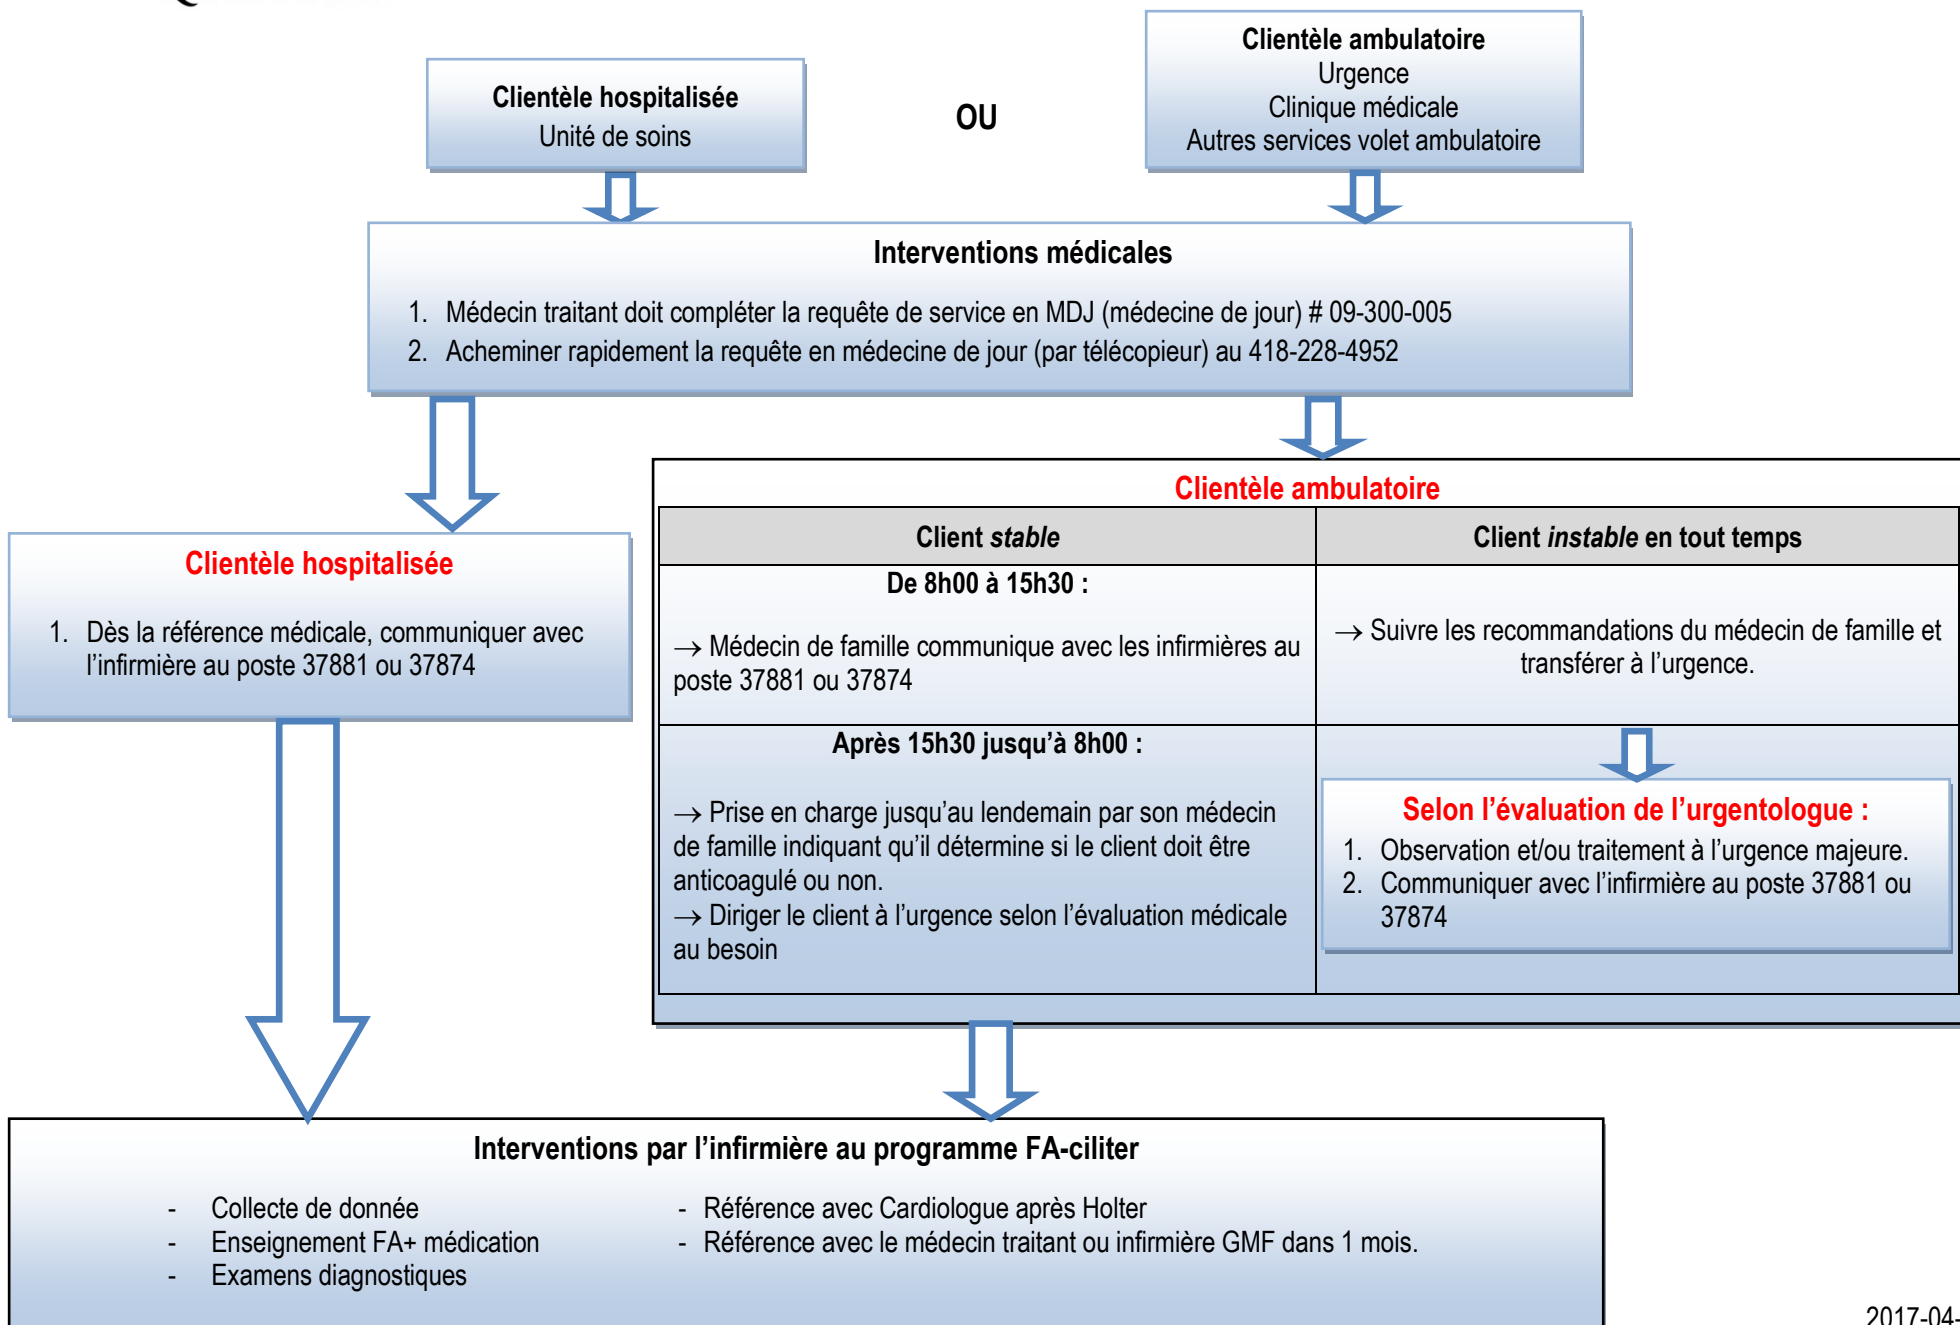 Clientèle hospitalisée
Unité de soins
OU
Clientèle ambulatoire
Urgence
Clinique médicale
Autres services volet ambulatoire
Interventions médicales
1. Médecin traitant doit compléter la requête de service en MDJ (médecine de jour) # 09-300-005
2. Acheminer rapidement la requête en médecine de jour (par télécopieur) au 418-228-4952
Clientèle hospitalisée
1. Dès la référence médicale, communiquer avec
l’infirmière au poste 37881 ou 37874
Clientèle ambulatoire
Client stable
Client instable en tout temps
De 8h00 à 15h30 :
→ Médecin de famille communique avec les infirmières au
poste 37881 ou 37874
→ Suivre les recommandations du médecin de famille et
transférer à l’urgence.
Après 15h30 jusqu’à 8h00 :
→ Prise en charge jusqu’au lendemain par son médecin
de famille indiquant qu’il détermine si le client doit être
anticoagulé ou non.
→ Diriger le client à l’urgence selon l’évaluation médicale
au besoin
Selon l’évaluation de l’urgentologue :
1. Observation et/ou traitement à l’urgence majeure.
2. Communiquer avec l’infirmière au poste 37881 ou
37874
Interventions par l’infirmière au programme FA-ciliter
- Collecte de donnée
- Enseignement FA+ médication
- Examens diagnostiques
- Référence avec Cardiologue après Holter
- Référence avec le médecin traitant ou infirmière GMF dans 1 mois.
2017-04-